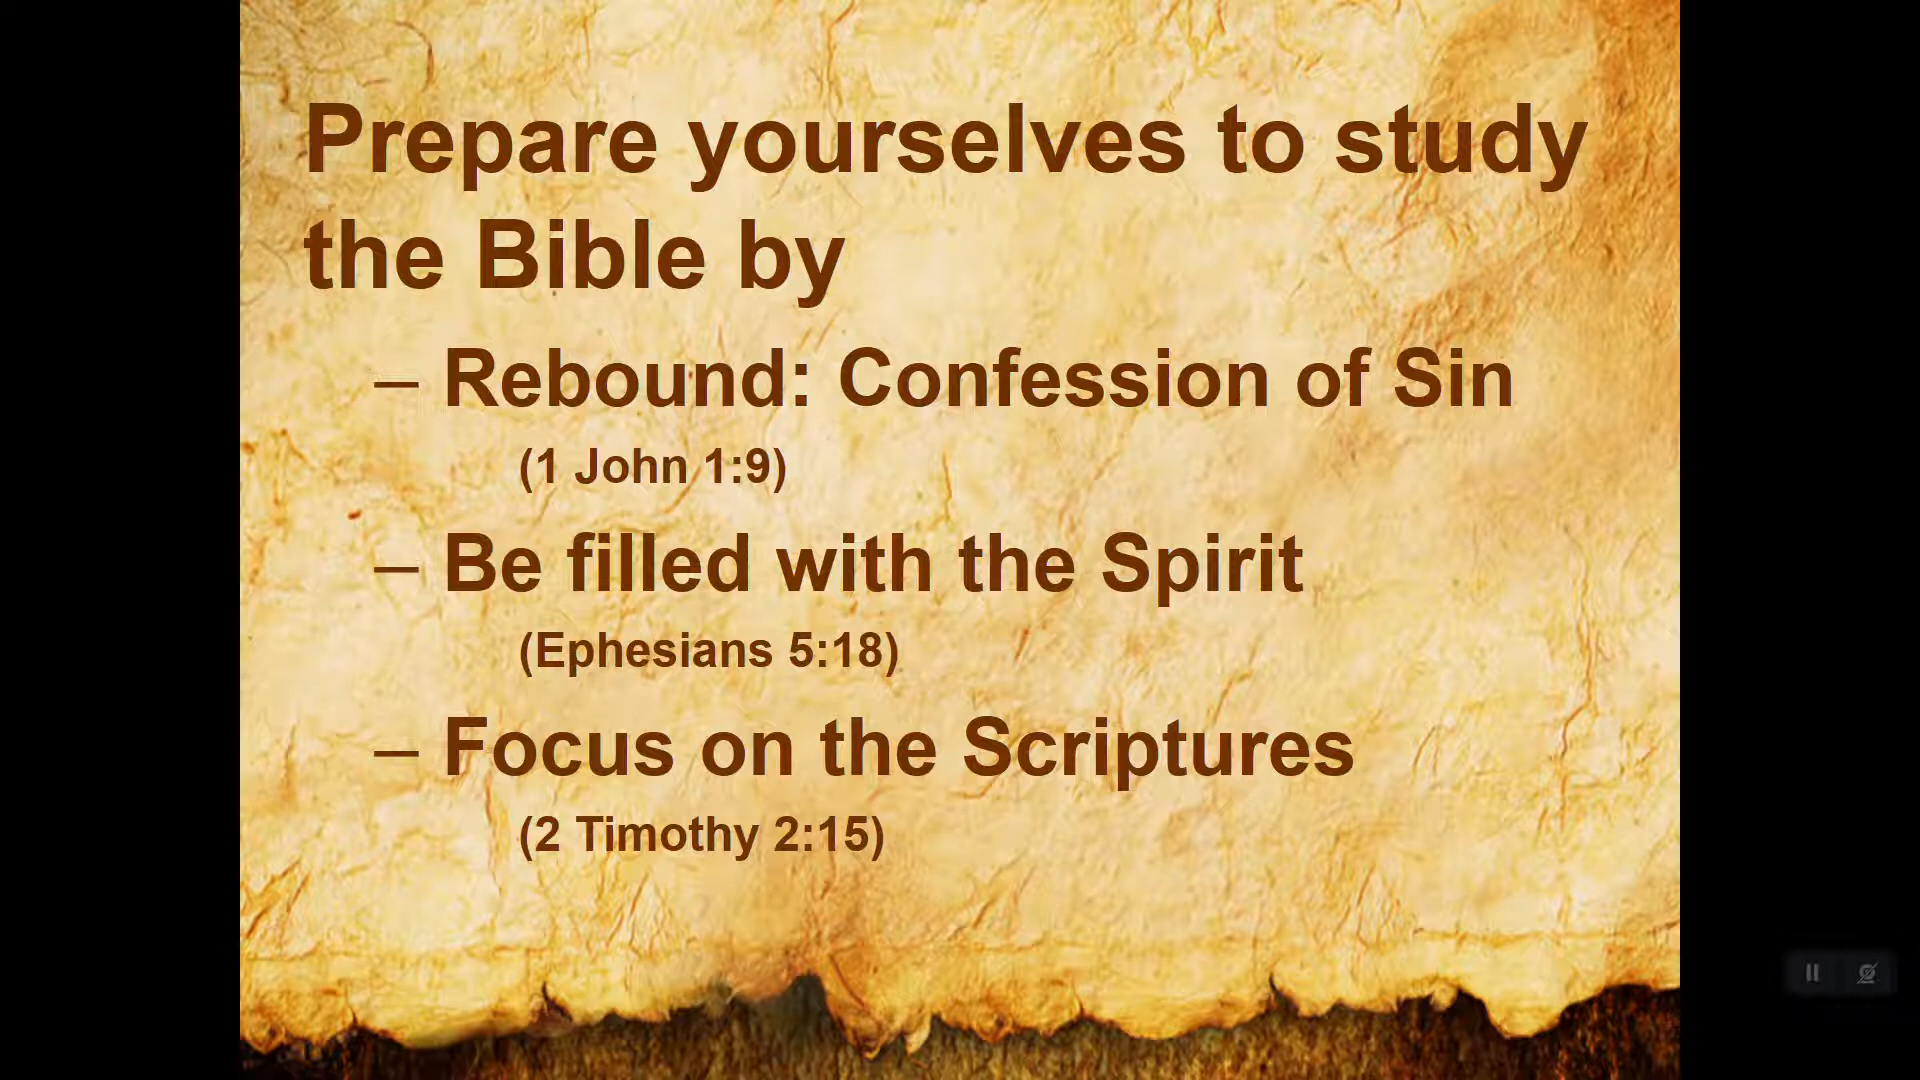 Prepare yourselves to study
the Bible by
– Rebound: Confession of Sin
(1 John 1:9)
– Be filled with the Spirit
(Ephesians 5:18)
– Focus on the Scriptures
(2 Timothy 2:15)